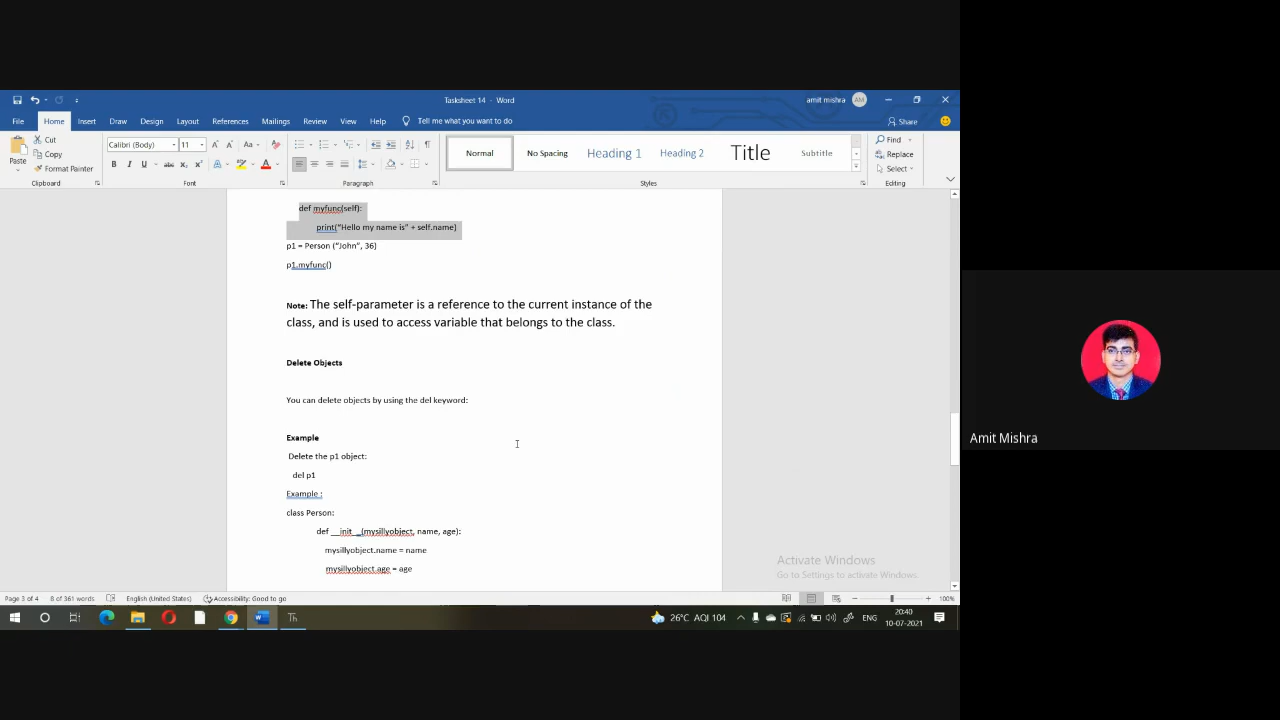 Tasksheet 14 - Word
amit mishra AM
File Home Insert Draw Design Layout References Mailings Review View Help Tell me what you want to do Share
Paste
Cut
Copy
Format Painter
Clipboard
Calibri (Body) 11
Font
Paragraph
Normal
No Spacing
Heading 1
Heading 2
Title
Subtitle
Styles
Find
Replace
Select
Editing
def myfunc(self):
print(“Hello my name is” + self.name)
p1 = Person (“John”, 36)
p1.myfunc()
Note: The self-parameter is a reference to the current instance of the
class, and is used to access variable that belongs to the class.
Delete Objects
You can delete objects by using the del keyword:
Example
Delete the p1 object:
del p1
Example :
class Person:
def __init__(mysillyobject, name, age):
mysillyobject.name = name
mysillyobject.age = age
Activate Windows
Go to Settings to activate Windows.
Page 3 of 4 8 of 361 words English (United States) Accessibility: Good to go 100%
26°C AQI 104 ENG 20:40
10-07-2021
Amit Mishra